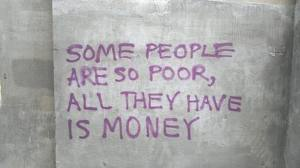 SOME PEOPLE
ARE SO POOR,
ALL THEY HAVE
IS MONEY